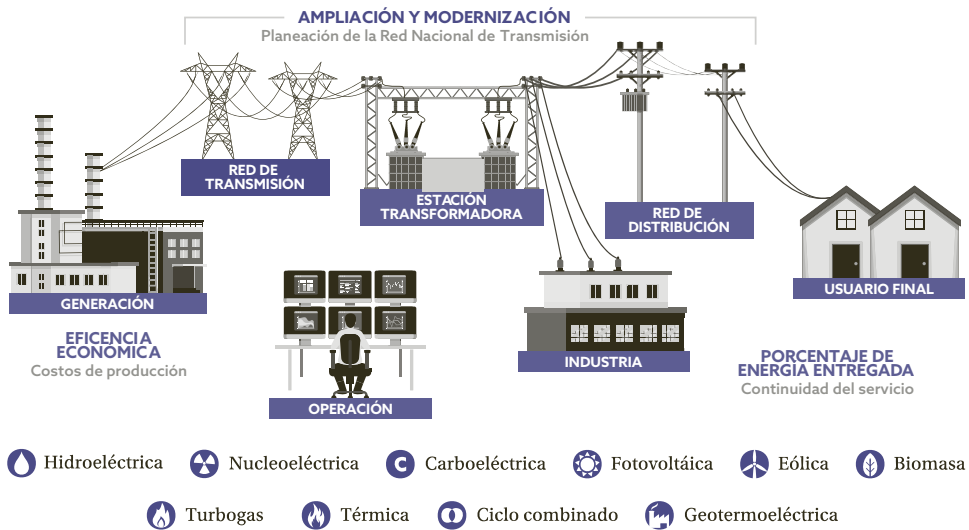 AMPLIACIÓN Y MODERNIZACIÓN
Planeación de la Red Nacional de Transmisión
RED DE
TRANSMISIÓN
ESTACIÓN
TRANSFORMADORA
RED DE
DISTRIBUCIÓN
GENERACIÓN
USUARIO FINAL
EFICENCIA
ECONÓMICA
Costos de producción
OPERACIÓN
INDUSTRIA
PORCENTAJE DE
ENERGÍA ENTREGADA
Continuidad del servicio
Hidroeléctrica
Nucleoeléctrica
C
Carboeléctrica
Fotovoltáica
Eólica
Biomasa
Turbogas
Térmica
Ciclo combinado
Geotermoeléctrica